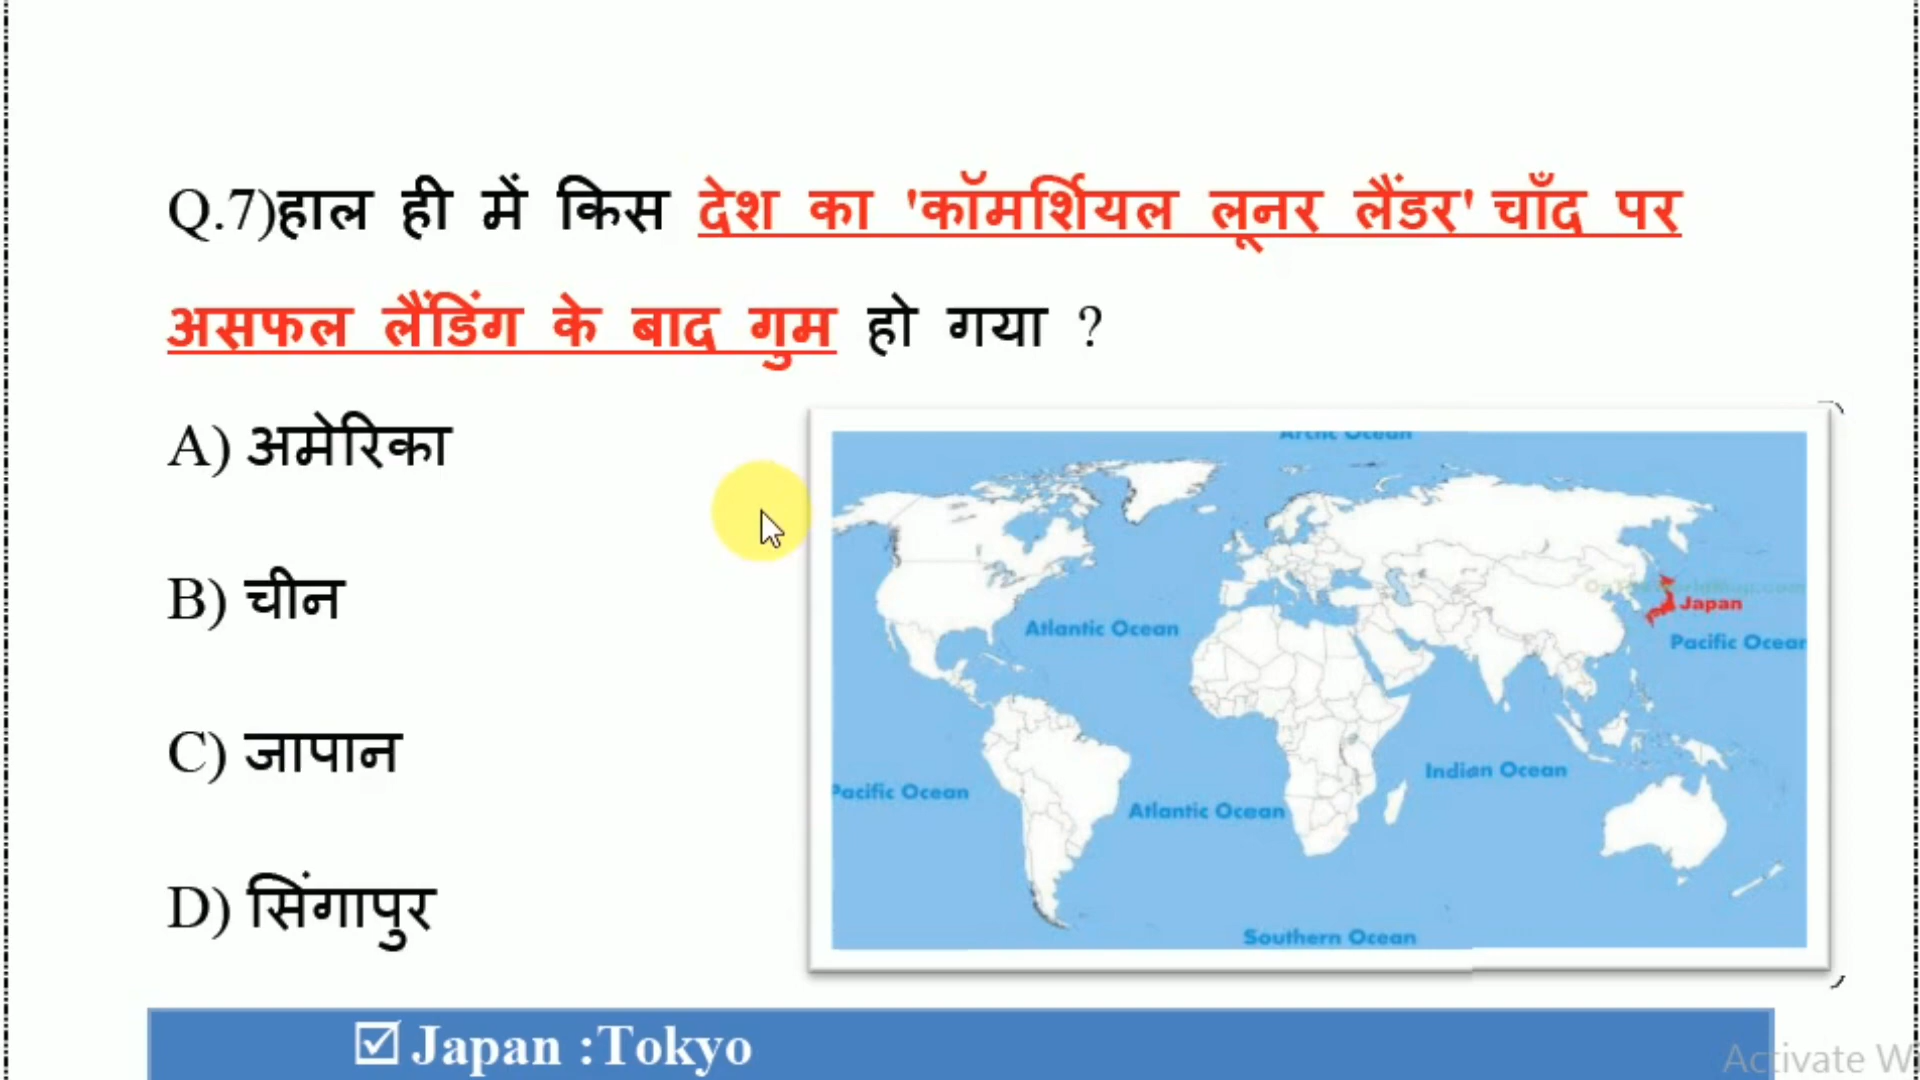 Q.7)हाल ही में किस देश का 'कॉमर्शियल लूनर लैंडर' चाँद पर
असफल लैंडिंग के बाद गुम हो गया ?
A) अमेरिका
B) चीन
C) जापान
D) सिंगापुर
Arctic Ocean
Japan
Atlantic Ocean
Pacific Ocean
Indian Ocean
Pacific Ocean
Atlantic Ocean
Southern Ocean
☑ Japan :Tokyo
Activate Wi